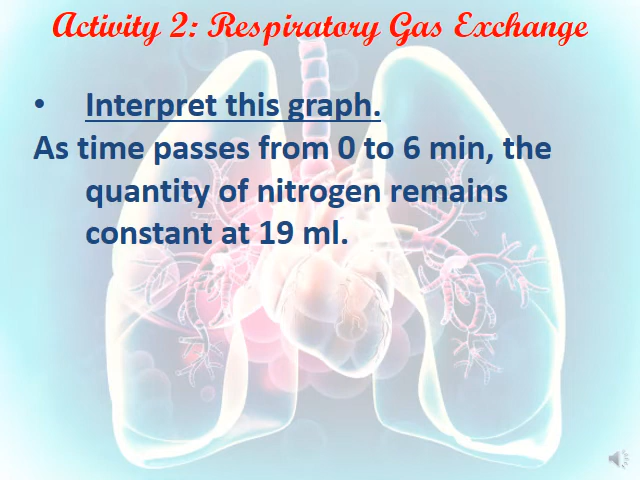 Activity 2: Respiratory Gas Exchange
• Interpret this graph.
As time passes from 0 to 6 min, the
quantity of nitrogen remains
constant at 19 ml.